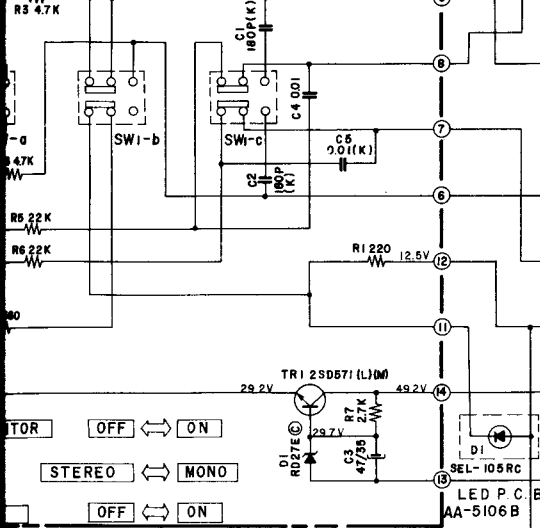 R3 4.7K
C1
180P(K)
8
C4 0.01
-a
SW1-b
SW1-c
7
C5
0.01(K)
4.7K
C2
180P
(K)
6
R5 22K
R6 22K
R1 220
12.5V
12
11
TR1 2SD571(L)(M)
29.2V
49.2V
14
R7
2.7K
29.7V
D1
RD27E C
C3
47/35
D1
SEL-105RC
13
LED P.C.B
AA-5106B
ITOR
OFF
ON
STEREO
MONO
OFF
ON